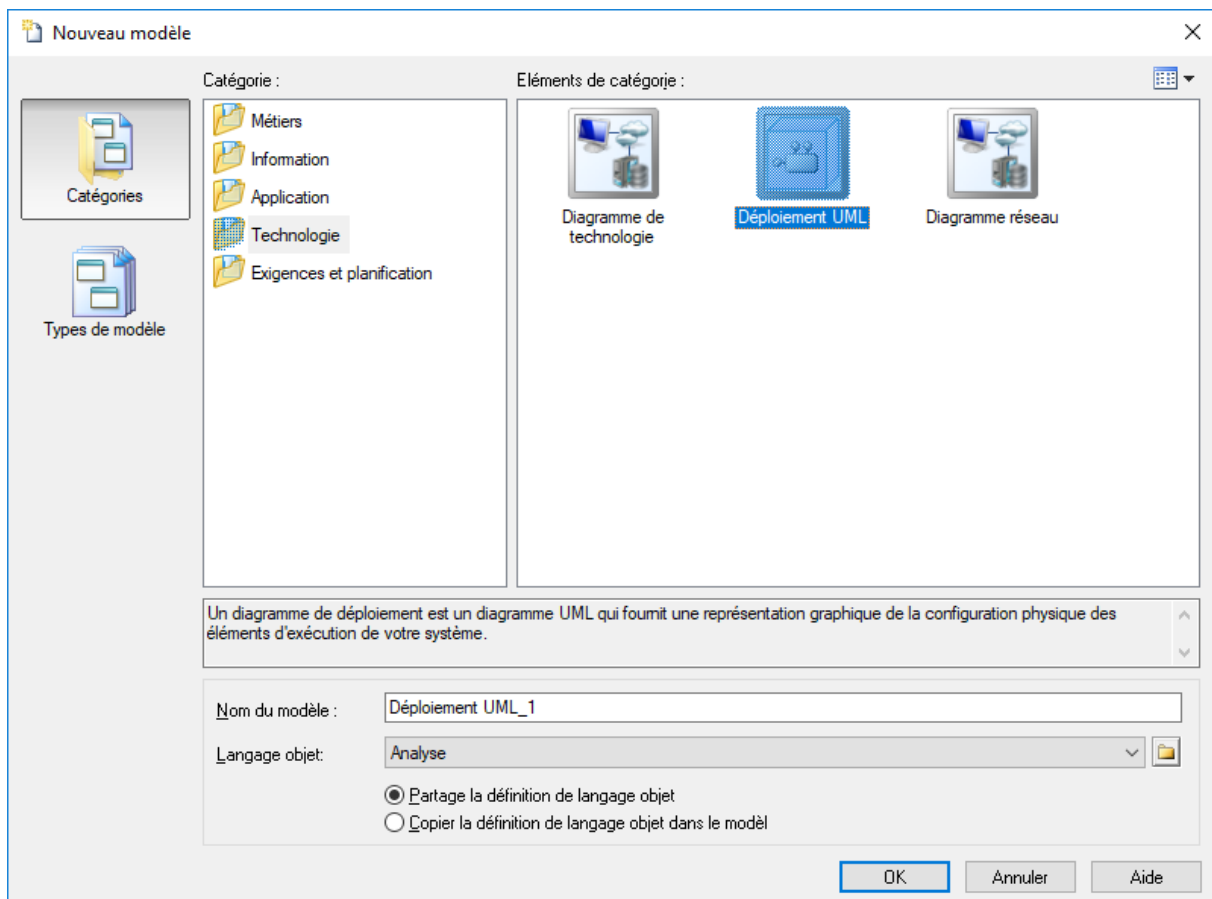 Nouveau modèle
Catégorie :
Eléments de catégorie :
Catégories
Types de modèle
Métiers
Information
Application
Technologie
Exigences et planification
Diagramme de
technologie
Déploiement UML
Diagramme réseau
Un diagramme de déploiement est un diagramme UML qui fournit une représentation graphique de la configuration physique des
éléments d'exécution de votre système.
Nom du modèle :
Déploiement UML_1
Langage objet:
Analyse
Partage la définition de langage objet
Copier la définition de langage objet dans le modèl
OK
Annuler
Aide